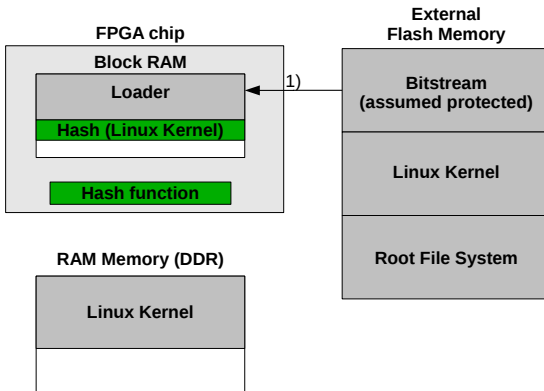 FPGA chip
Block RAM
Loader
Hash (Linux Kernel)
Hash function
1)
External
Flash Memory
Bitstream
(assumed protected)
Linux Kernel
Root File System
RAM Memory (DDR)
Linux Kernel